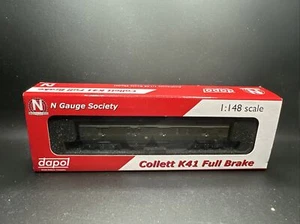 N Gauge Society
1:148 scale
dapol
Collett K41 Full Brake